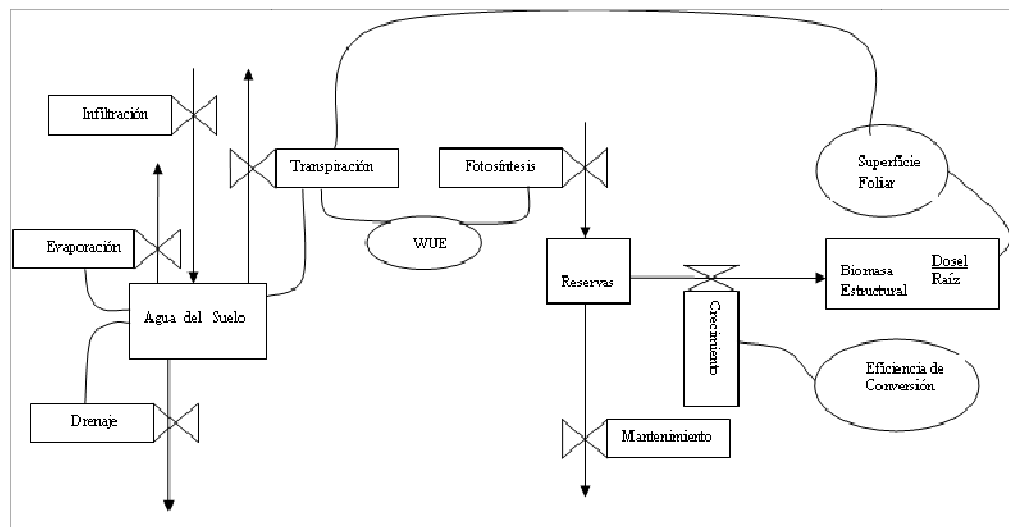 Infiltración
Transpiración
Fotosíntesis
Superficie
Foliar
WUE
Evaporación
Reservas
Biomasa
Estructural
Dosel
Raíz
Agua del Suelo
Crecimiento
Eficiencia de
Conversión
Drenaje
Mantenimiento